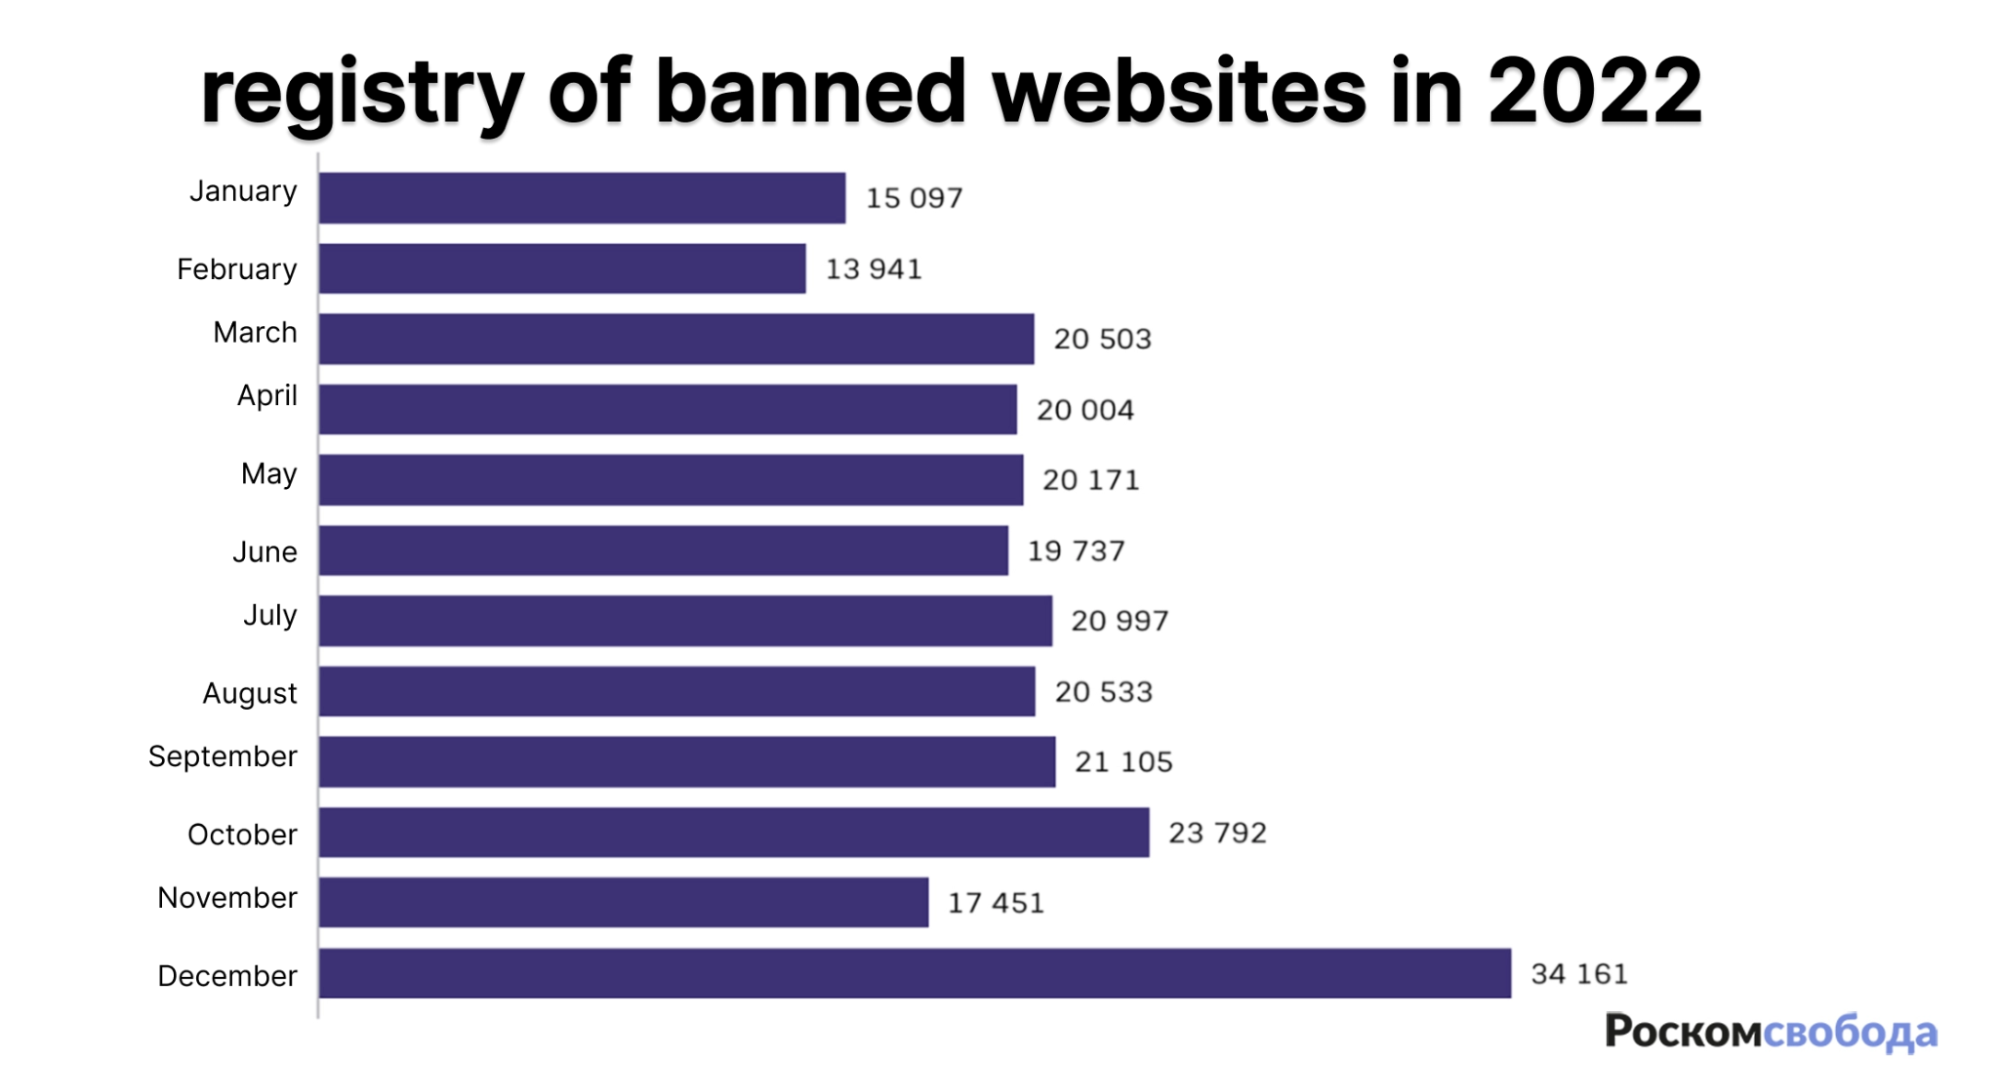 registry of banned websites in 2022
January 15 097
February 13 941
March 20 503
April 20 004
May 20 171
June 19 737
July 20 997
August 20 533
September 21 105
October 23 792
November 17 451
December 34 161
Роскомсвобода